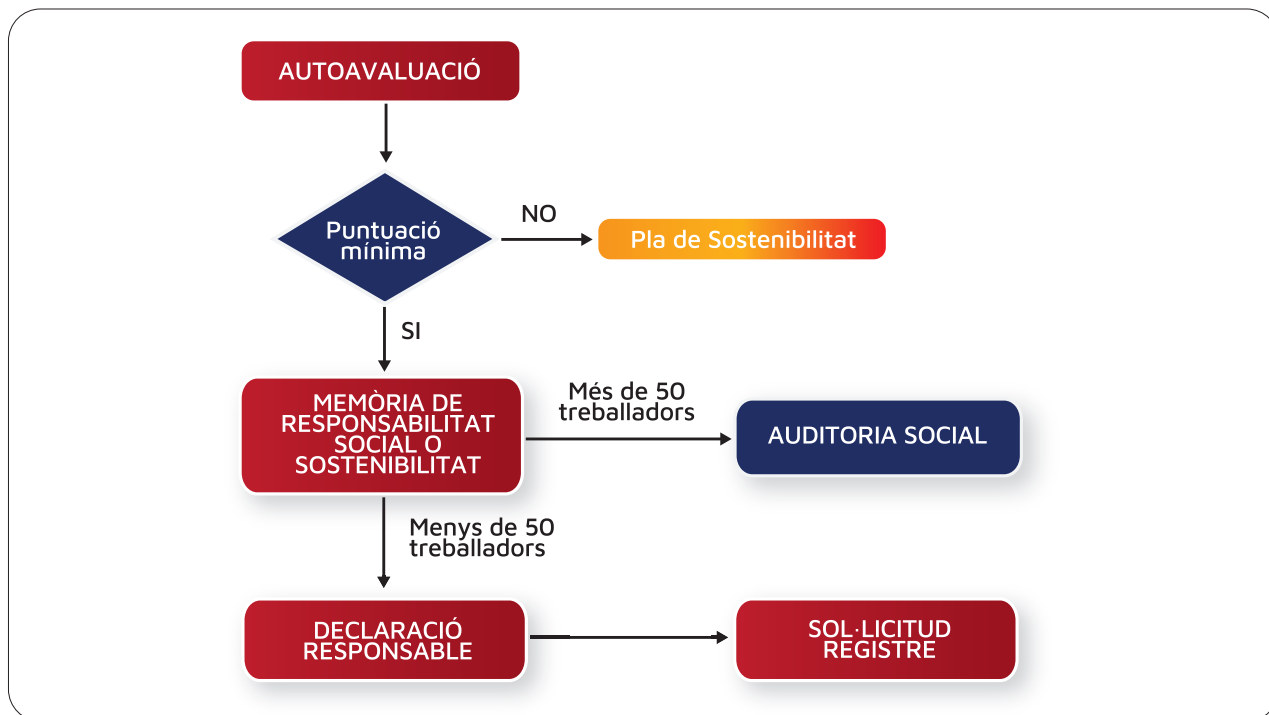 AUTOAVALUACIÓ
Puntuació
mínima
NO
Pla de Sostenibilitat
SI
MEMÒRIA DE
RESPONSABILITAT
SOCIAL O
SOSTENIBILITAT
Més de 50
treballadors
AUDITORIA SOCIAL
Menys de 50
treballadors
DECLARACIÓ
RESPONSABLE
SOL·LICITUD
REGISTRE